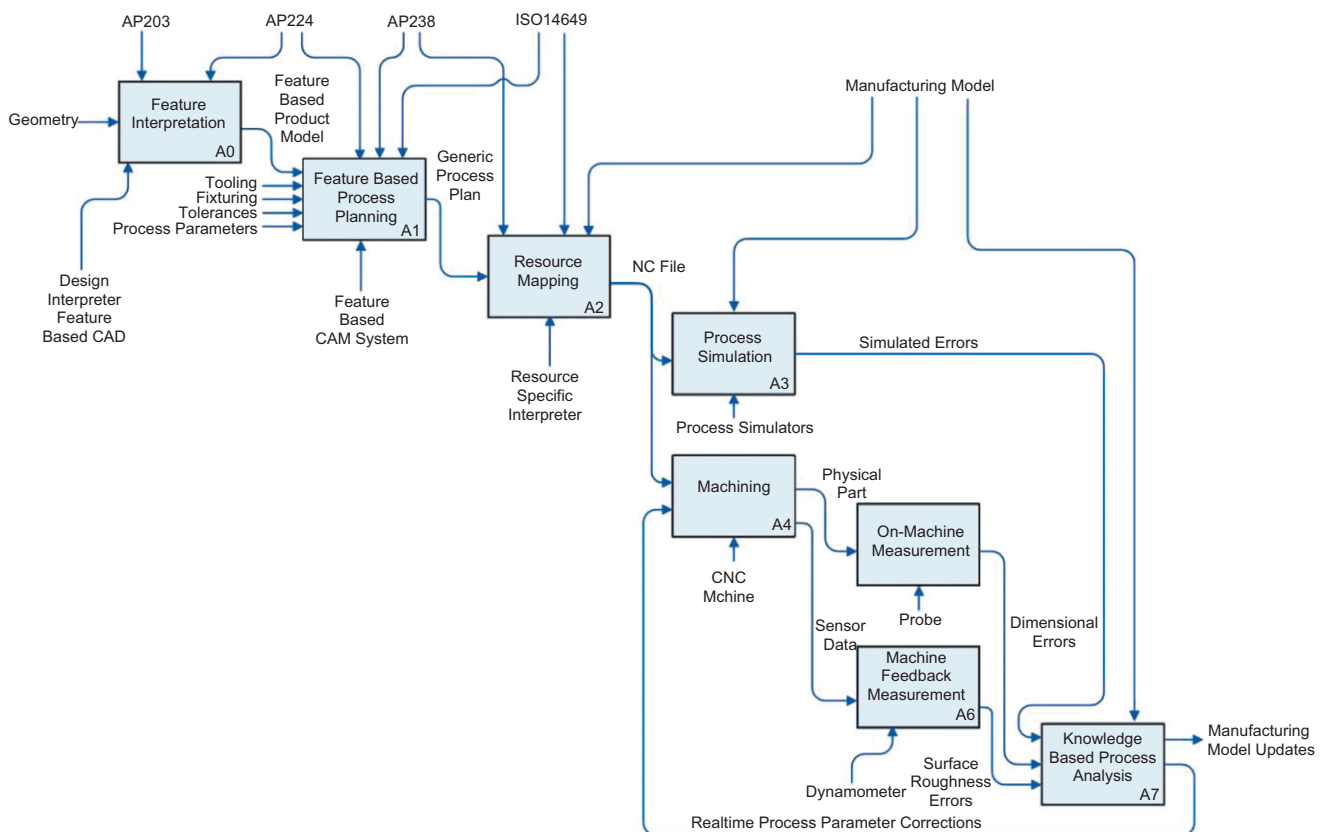 AP203
AP224
AP238
ISO14649
Manufacturing Model
Geometry
Feature
Interpretation
A0
Feature
Based
Product
Model
Design
Interpreter
Feature
Based CAD
Tooling
Fixturing
Tolerances
Process Parameters
Feature Based
Process
Planning
A1
Generic
Process
Plan
Feature
Based
CAM System
Resource
Mapping
A2
NC File
Resource
Specific
Interpreter
Process
Simulation
A3
Simulated Errors
Process Simulators
Machining
A4
Physical
Part
CNC
Mchine
On-Machine
Measurement
Probe
Sensor
Data
Dimensional
Errors
Machine
Feedback
Measurement
A6
Dynamometer
Surface
Roughness
Errors
Knowledge
Based Process
Analysis
A7
Manufacturing
Model Updates
Realtime Process Parameter Corrections